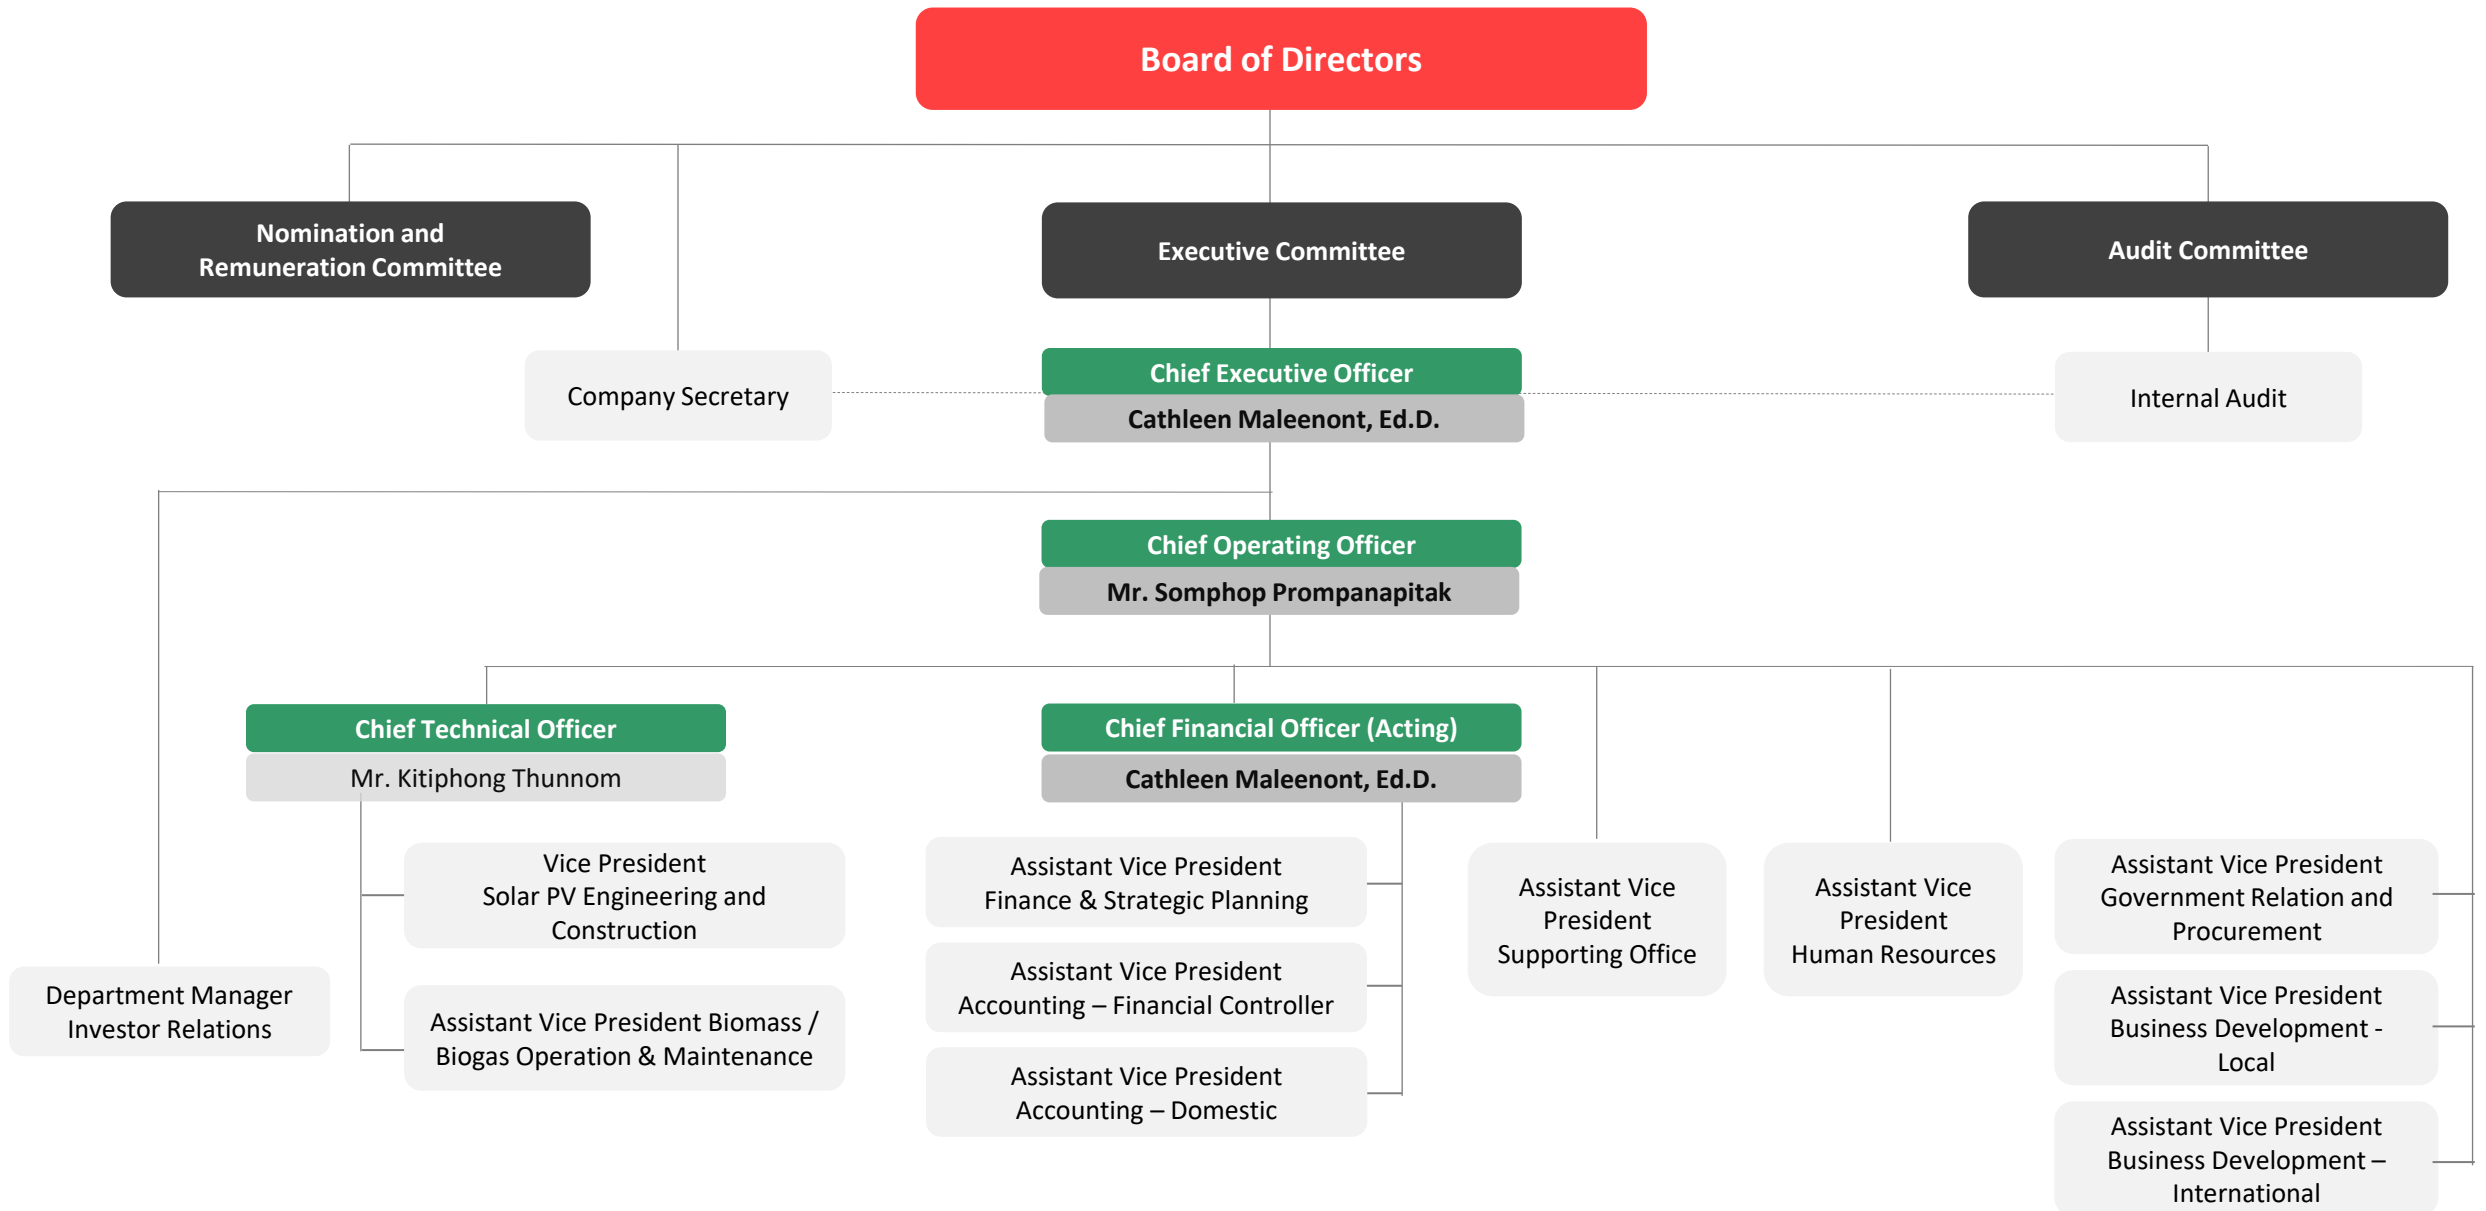 Board of Directors
Nomination and
Remuneration Committee
Executive Committee
Audit Committee
Company Secretary
Chief Executive Officer
Cathleen Maleenont, Ed.D.
Internal Audit
Chief Operating Officer
Mr. Somphop Prompanapitak
Chief Technical Officer
Mr. Kitiphong Thunnom
Chief Financial Officer (Acting)
Cathleen Maleenont, Ed.D.
Department Manager
Investor Relations
Vice President
Solar PV Engineering and
Construction
Assistant Vice President Biomass /
Biogas Operation & Maintenance
Assistant Vice President
Finance & Strategic Planning
Assistant Vice President
Accounting – Financial Controller
Assistant Vice President
Accounting – Domestic
Assistant Vice
President
Supporting Office
Assistant Vice
President
Human Resources
Assistant Vice President
Government Relation and
Procurement
Assistant Vice President
Business Development -
Local
Assistant Vice President
Business Development –
International